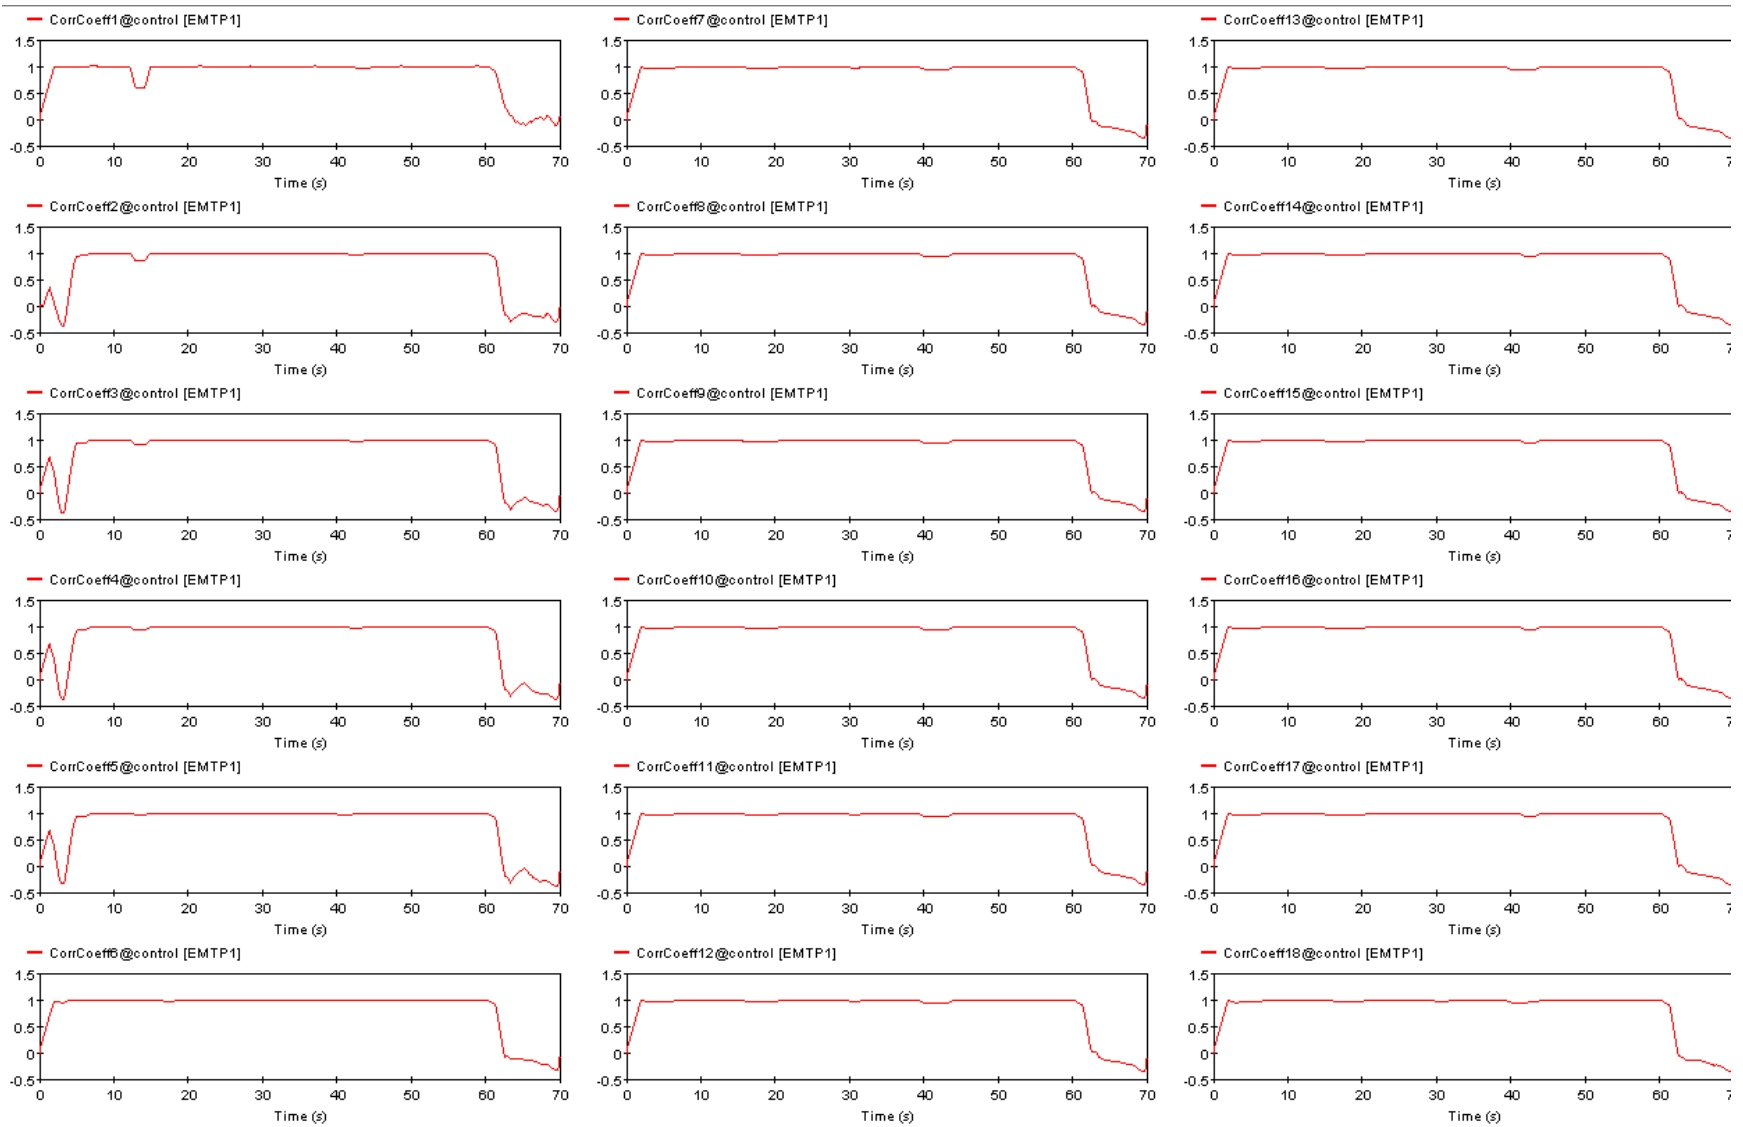 CorrCoeff1@control [EMTP1]
1.5
1
0.5
0
-0.5
0 10 20 30 40 50 60 70
Time (s)
CorrCoeff2@control [EMTP1]
1.5
1
0.5
0
-0.5
0 10 20 30 40 50 60 70
Time (s)
CorrCoeff3@control [EMTP1]
1.5
1
0.5
0
-0.5
0 10 20 30 40 50 60 70
Time (s)
CorrCoeff4@control [EMTP1]
1.5
1
0.5
0
-0.5
0 10 20 30 40 50 60 70
Time (s)
CorrCoeff5@control [EMTP1]
1.5
1
0.5
0
-0.5
0 10 20 30 40 50 60 70
Time (s)
CorrCoeff6@control [EMTP1]
1.5
1
0.5
0
-0.5
0 10 20 30 40 50 60 70
Time (s)
CorrCoeff7@control [EMTP1]
1.5
1
0.5
0
-0.5
0 10 20 30 40 50 60 70
Time (s)
CorrCoeff8@control [EMTP1]
1.5
1
0.5
0
-0.5
0 10 20 30 40 50 60 70
Time (s)
CorrCoeff9@control [EMTP1]
1.5
1
0.5
0
-0.5
0 10 20 30 40 50 60 70
Time (s)
CorrCoeff10@control [EMTP1]
1.5
1
0.5
0
-0.5
0 10 20 30 40 50 60 70
Time (s)
CorrCoeff11@control [EMTP1]
1.5
1
0.5
0
-0.5
0 10 20 30 40 50 60 70
Time (s)
CorrCoeff12@control [EMTP1]
1.5
1
0.5
0
-0.5
0 10 20 30 40 50 60 70
Time (s)
CorrCoeff13@control [EMTP1]
1.5
1
0.5
0
-0.5
0 10 20 30 40 50 60
Time (s)
CorrCoeff14@control [EMTP1]
1.5
1
0.5
0
-0.5
0 10 20 30 40 50 60
Time (s)
CorrCoeff15@control [EMTP1]
1.5
1
0.5
0
-0.5
0 10 20 30 40 50 60
Time (s)
CorrCoeff16@control [EMTP1]
1.5
1
0.5
0
-0.5
0 10 20 30 40 50 60
Time (s)
CorrCoeff17@control [EMTP1]
1.5
1
0.5
0
-0.5
0 10 20 30 40 50 60
Time (s)
CorrCoeff18@control [EMTP1]
1.5
1
0.5
0
-0.5
0 10 20 30 40 50 60
Time (s)